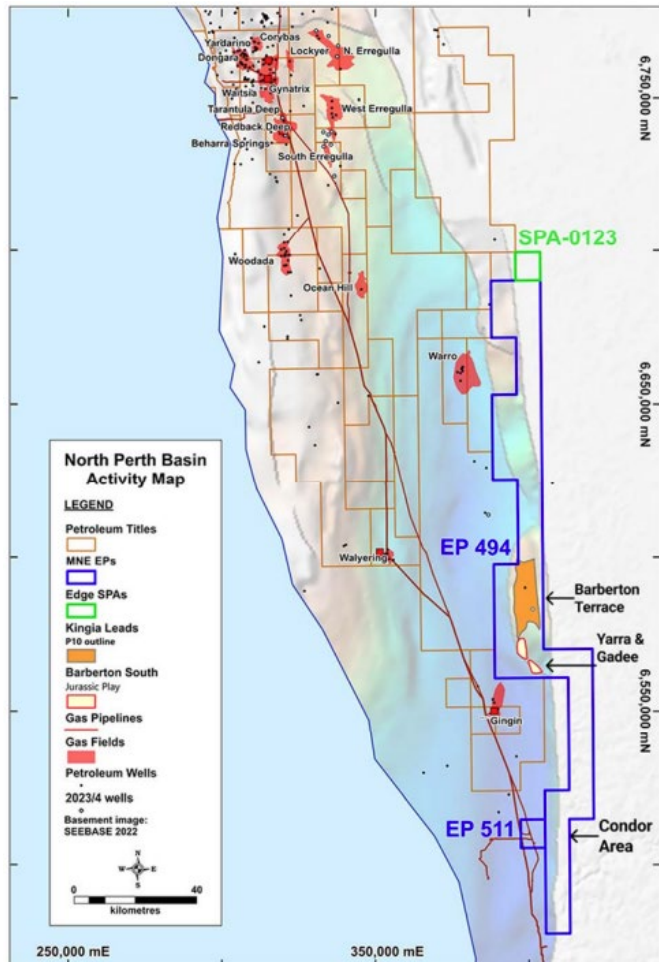 Corybas
Yardarino
Lockyer
N. Erregulla
Dongara
Gynatrix
Waitsia
Tarantula Deep
West Erregulla
Redback Deep
Beharra Springs
South Erregulla
6,750,000 mN
SPA-0123
Woodada
Ocean Hill
Warro
6,650,000 mN
North Perth Basin
Activity Map
LEGEND
Petroleum Titles
MNE EPs
Edge SPAs
Kingia Leads
P10 outline
Barberton South
Jurassic Play
Gas Pipelines
Gas Fields
Petroleum Wells
2023/4 wells
Basement image:
SEEBASE 2022
N
W
E
S
0
20
40
kilometres
EP 494
Walyering
Barberton
Terrace
Yarra &
Gadee
6,550,000 mN
Gingin
EP 511
Condor
Area
250,000 mE
350,000 mE